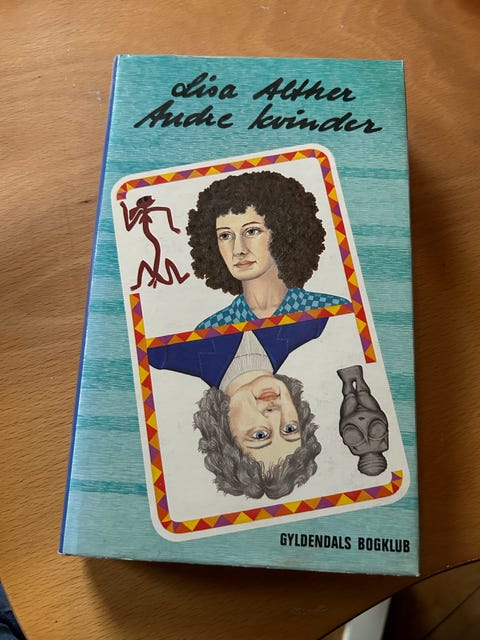 Lisa Alther
Andre kvinder
GYLDENDALS BOGKLUB